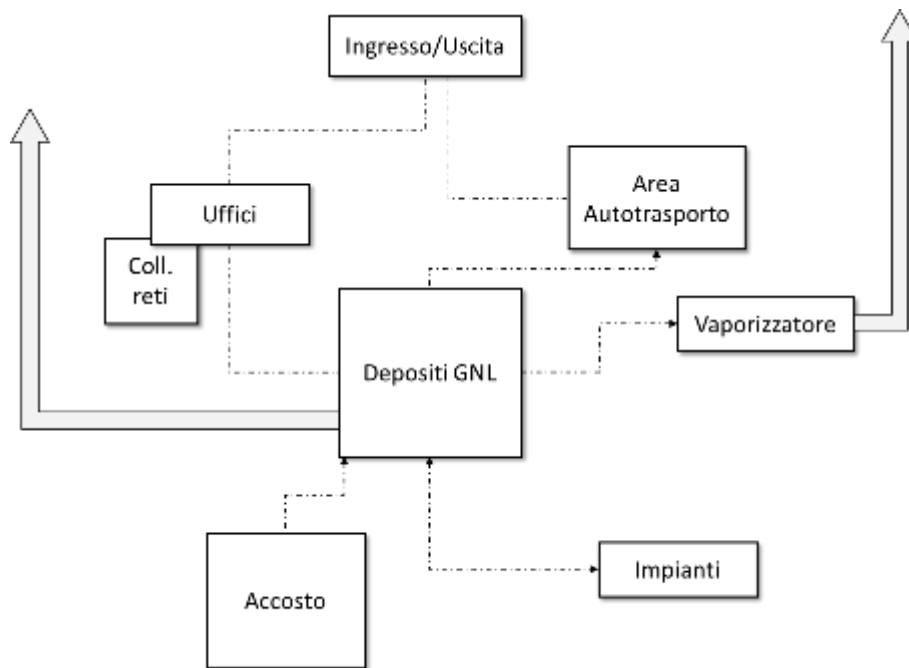 Ingresso/Uscita
Area
Autotrasporto
Uffici
Coll.
reti
Vaporizzatore
Depositi GNL
Accosto
Impianti